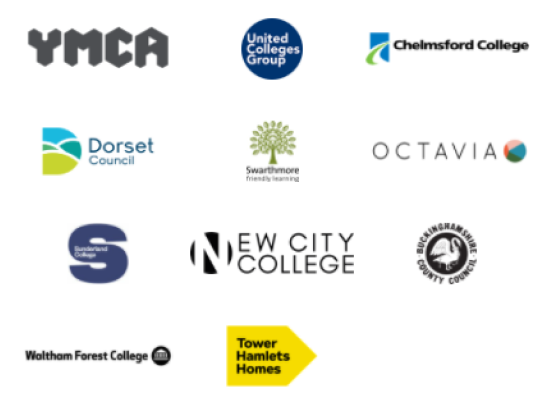 YMCA
United
Colleges
Group
Chelmsford College
Dorset
Council
Swarthmore
friendly learning
OCTAVIA
Sunderland
College
NEW CITY
COLLEGE
BUCKINGHAMSHIRE
COUNTY COUNCIL
Waltham Forest College
Tower
Hamlets
Homes